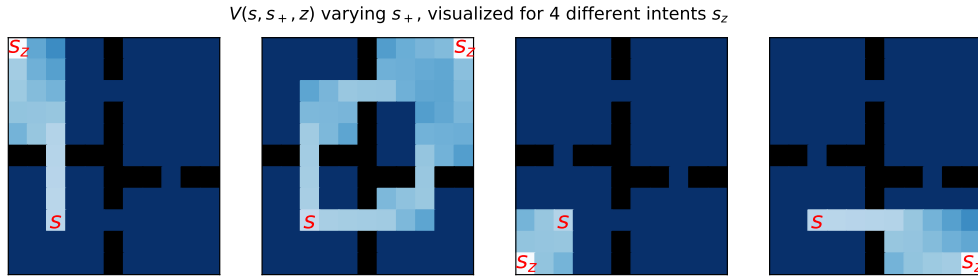 V(s, s₊, z) varying s₊, visualized for 4 different intents s_z
s_z
s_z
s
s
s
s
s_z
s_z